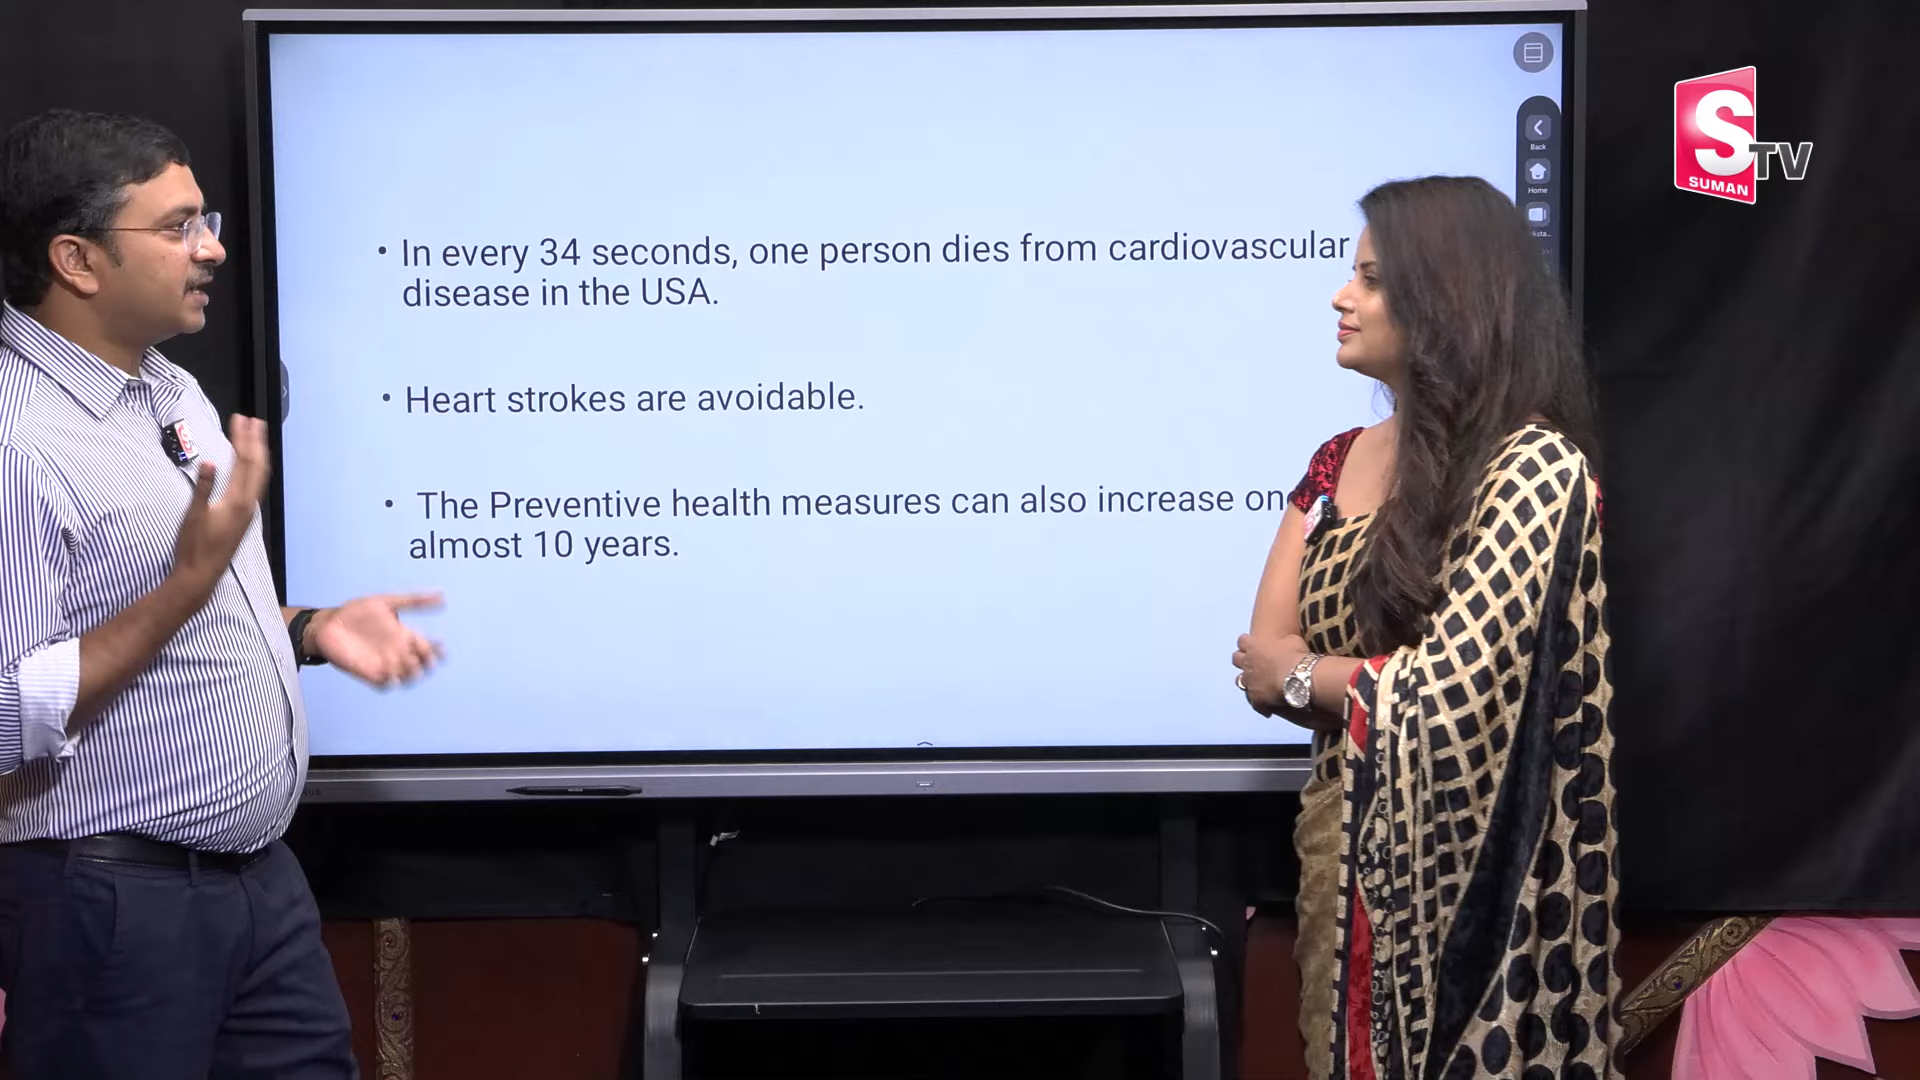 S
SUMAN
TV
Back
Home
• In every 34 seconds, one person dies from cardiovascular
disease in the USA.
• Heart strokes are avoidable.
• The Preventive health measures can also increase
almost 10 years.